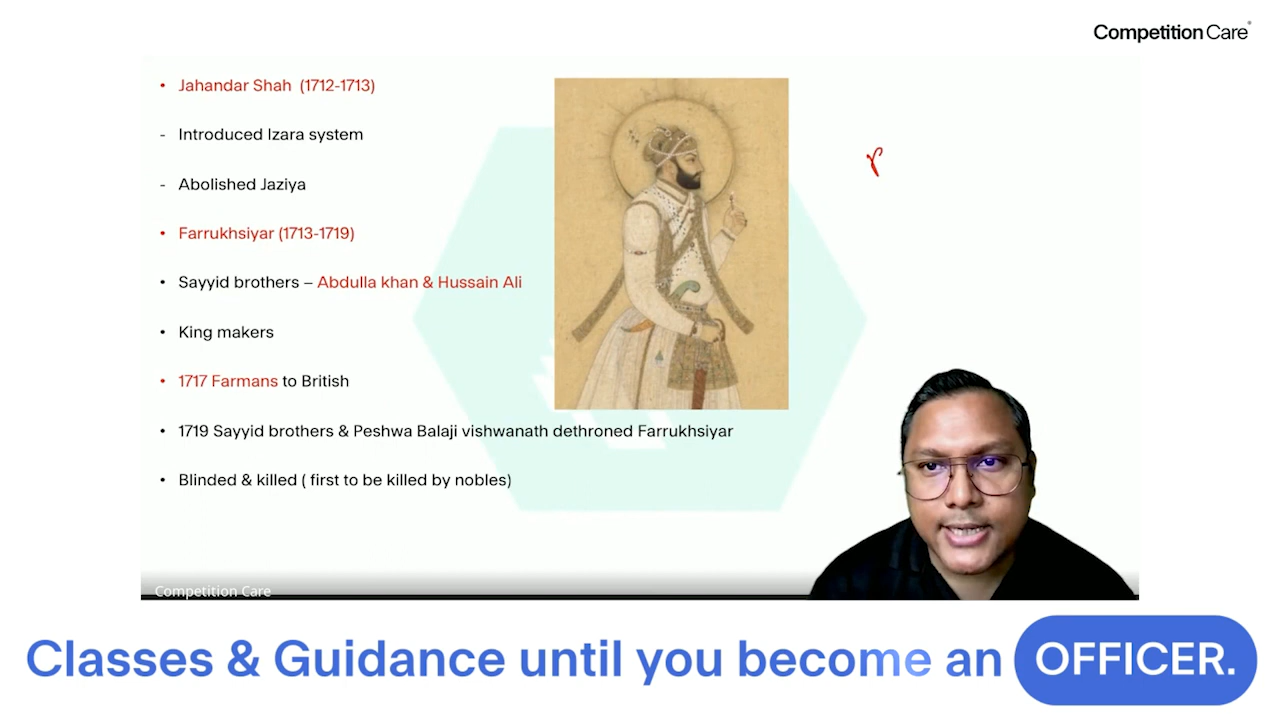 Competition Care
• Jahandar Shah (1712-1713)
- Introduced Izara system
- Abolished Jaziya
• Farrukhsiyar (1713-1719)
• Sayyid brothers – Abdulla khan & Hussain Ali
• King makers
• 1717 Farmans to British
• 1719 Sayyid brothers & Peshwa Balaji vishwanath dethroned Farrukhsiyar
• Blinded & killed ( first to be killed by nobles)
Competition Care
Classes & Guidance until you become an OFFICER.